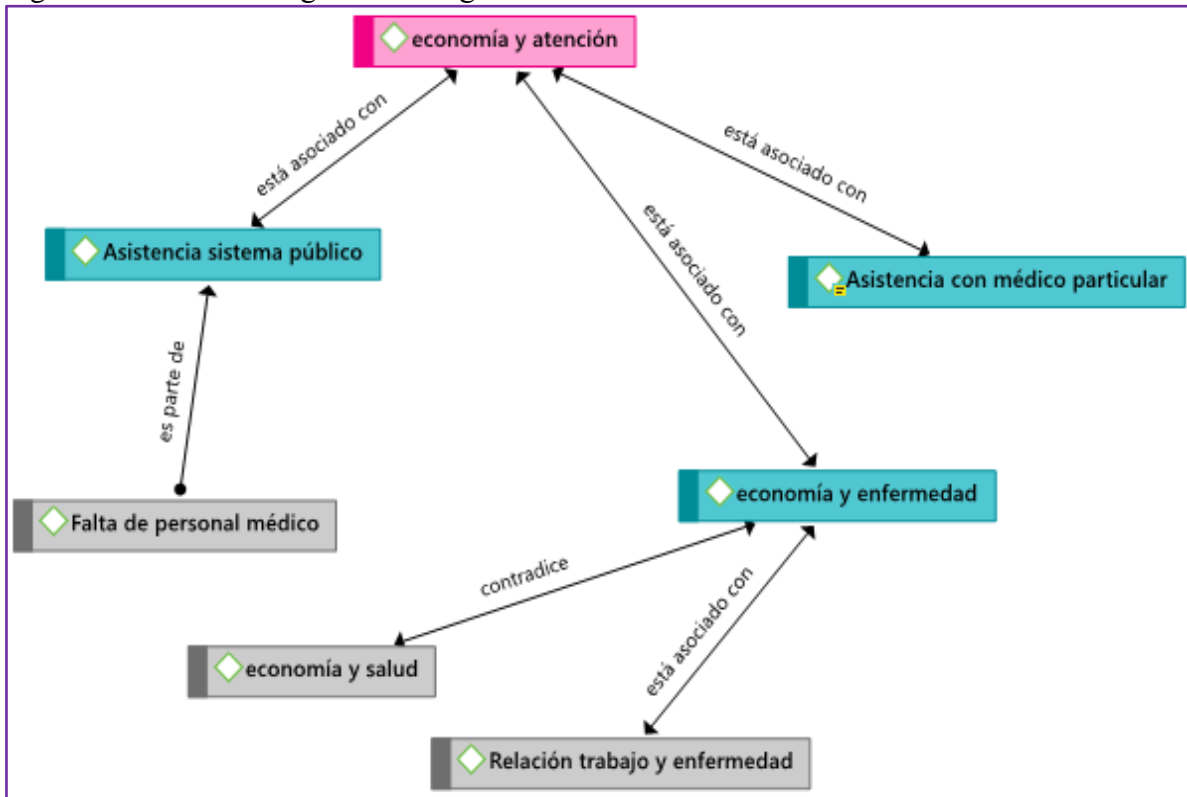 economía y atención
está asociado con
está asociado con
está asociado con
Asistencia sistema público
Asistencia con médico particular
es parte de
economía y enfermedad
Falta de personal médico
contradice
está asociado con
economía y salud
Relación trabajo y enfermedad